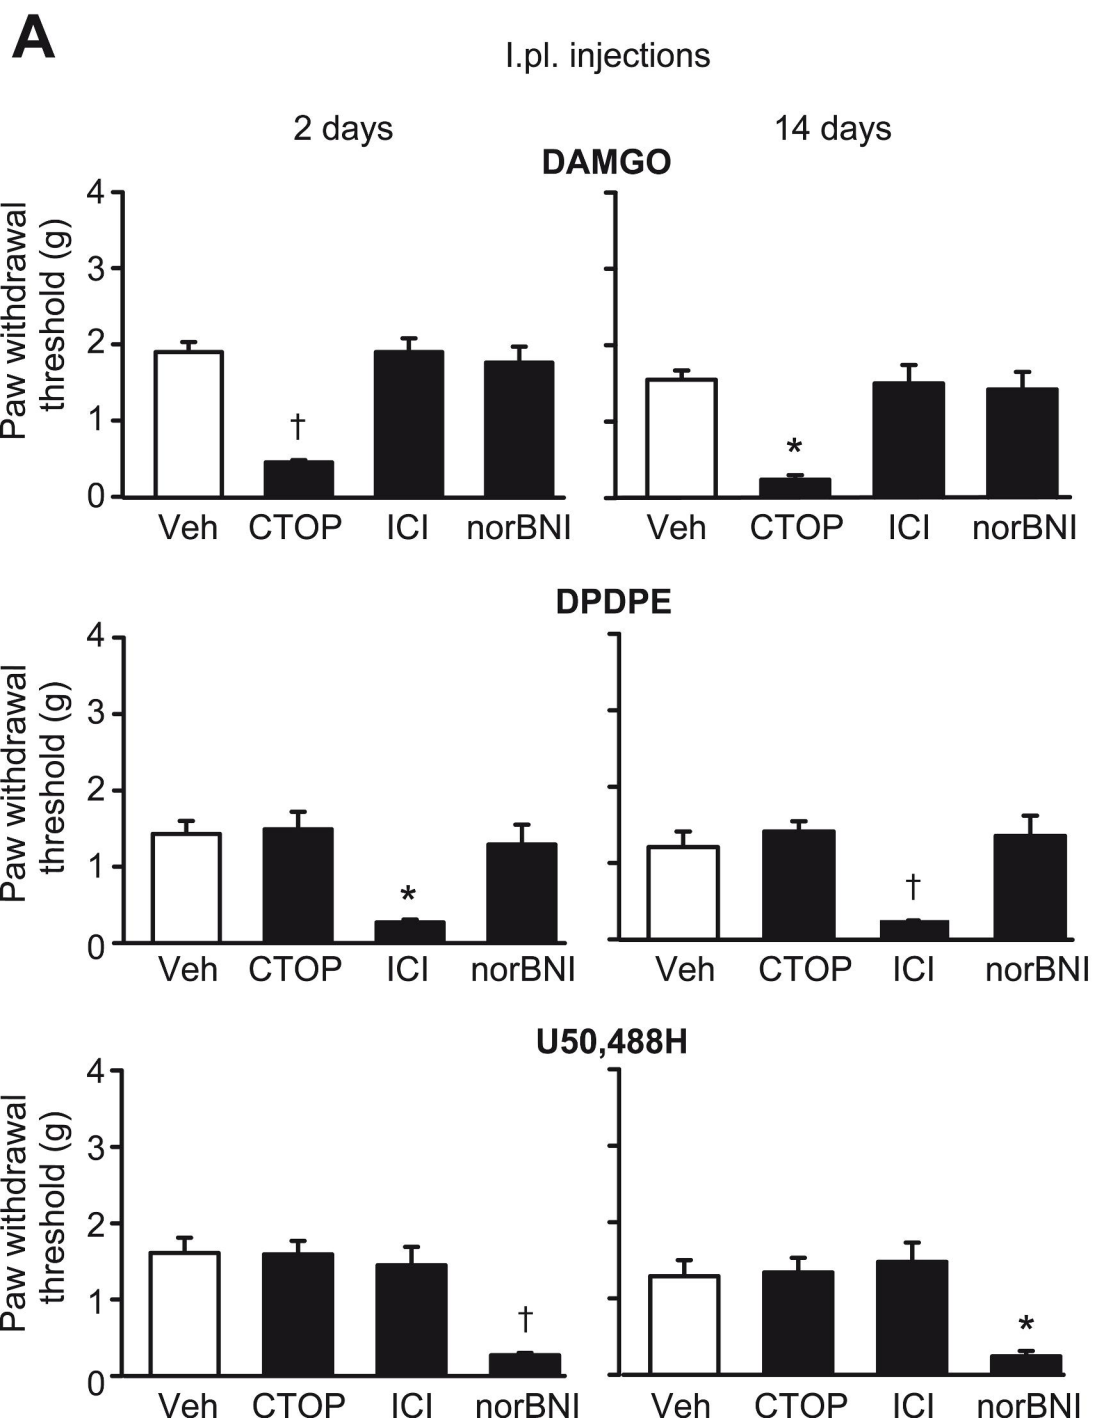 A
I.pl. injections
2 days
14 days
DAMGO
Paw withdrawal
threshold (g)
4
3
2
1
0
†
*
Veh CTOP ICI norBNI
Veh CTOP ICI norBNI
DPDPE
Paw withdrawal
threshold (g)
4
3
2
1
0
*
†
Veh CTOP ICI norBNI
Veh CTOP ICI norBNI
U50,488H
Paw withdrawal
threshold (g)
4
3
2
1
0
†
*
Veh CTOP ICI norBNI
Veh CTOP ICI norBNI